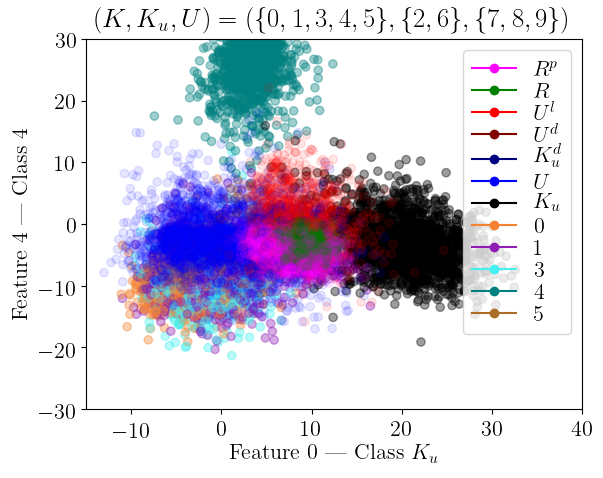 (K, K_u, U) = ({0, 1, 3, 4, 5}, {2, 6}, {7, 8, 9})
30
20
10
0
−10
−20
−30
Feature 4 — Class 4
R^p
R
U^l
U^d
K_u^d
U
K_u
0
1
3
4
5
−10 0 10 20 30 40
Feature 0 — Class K_u